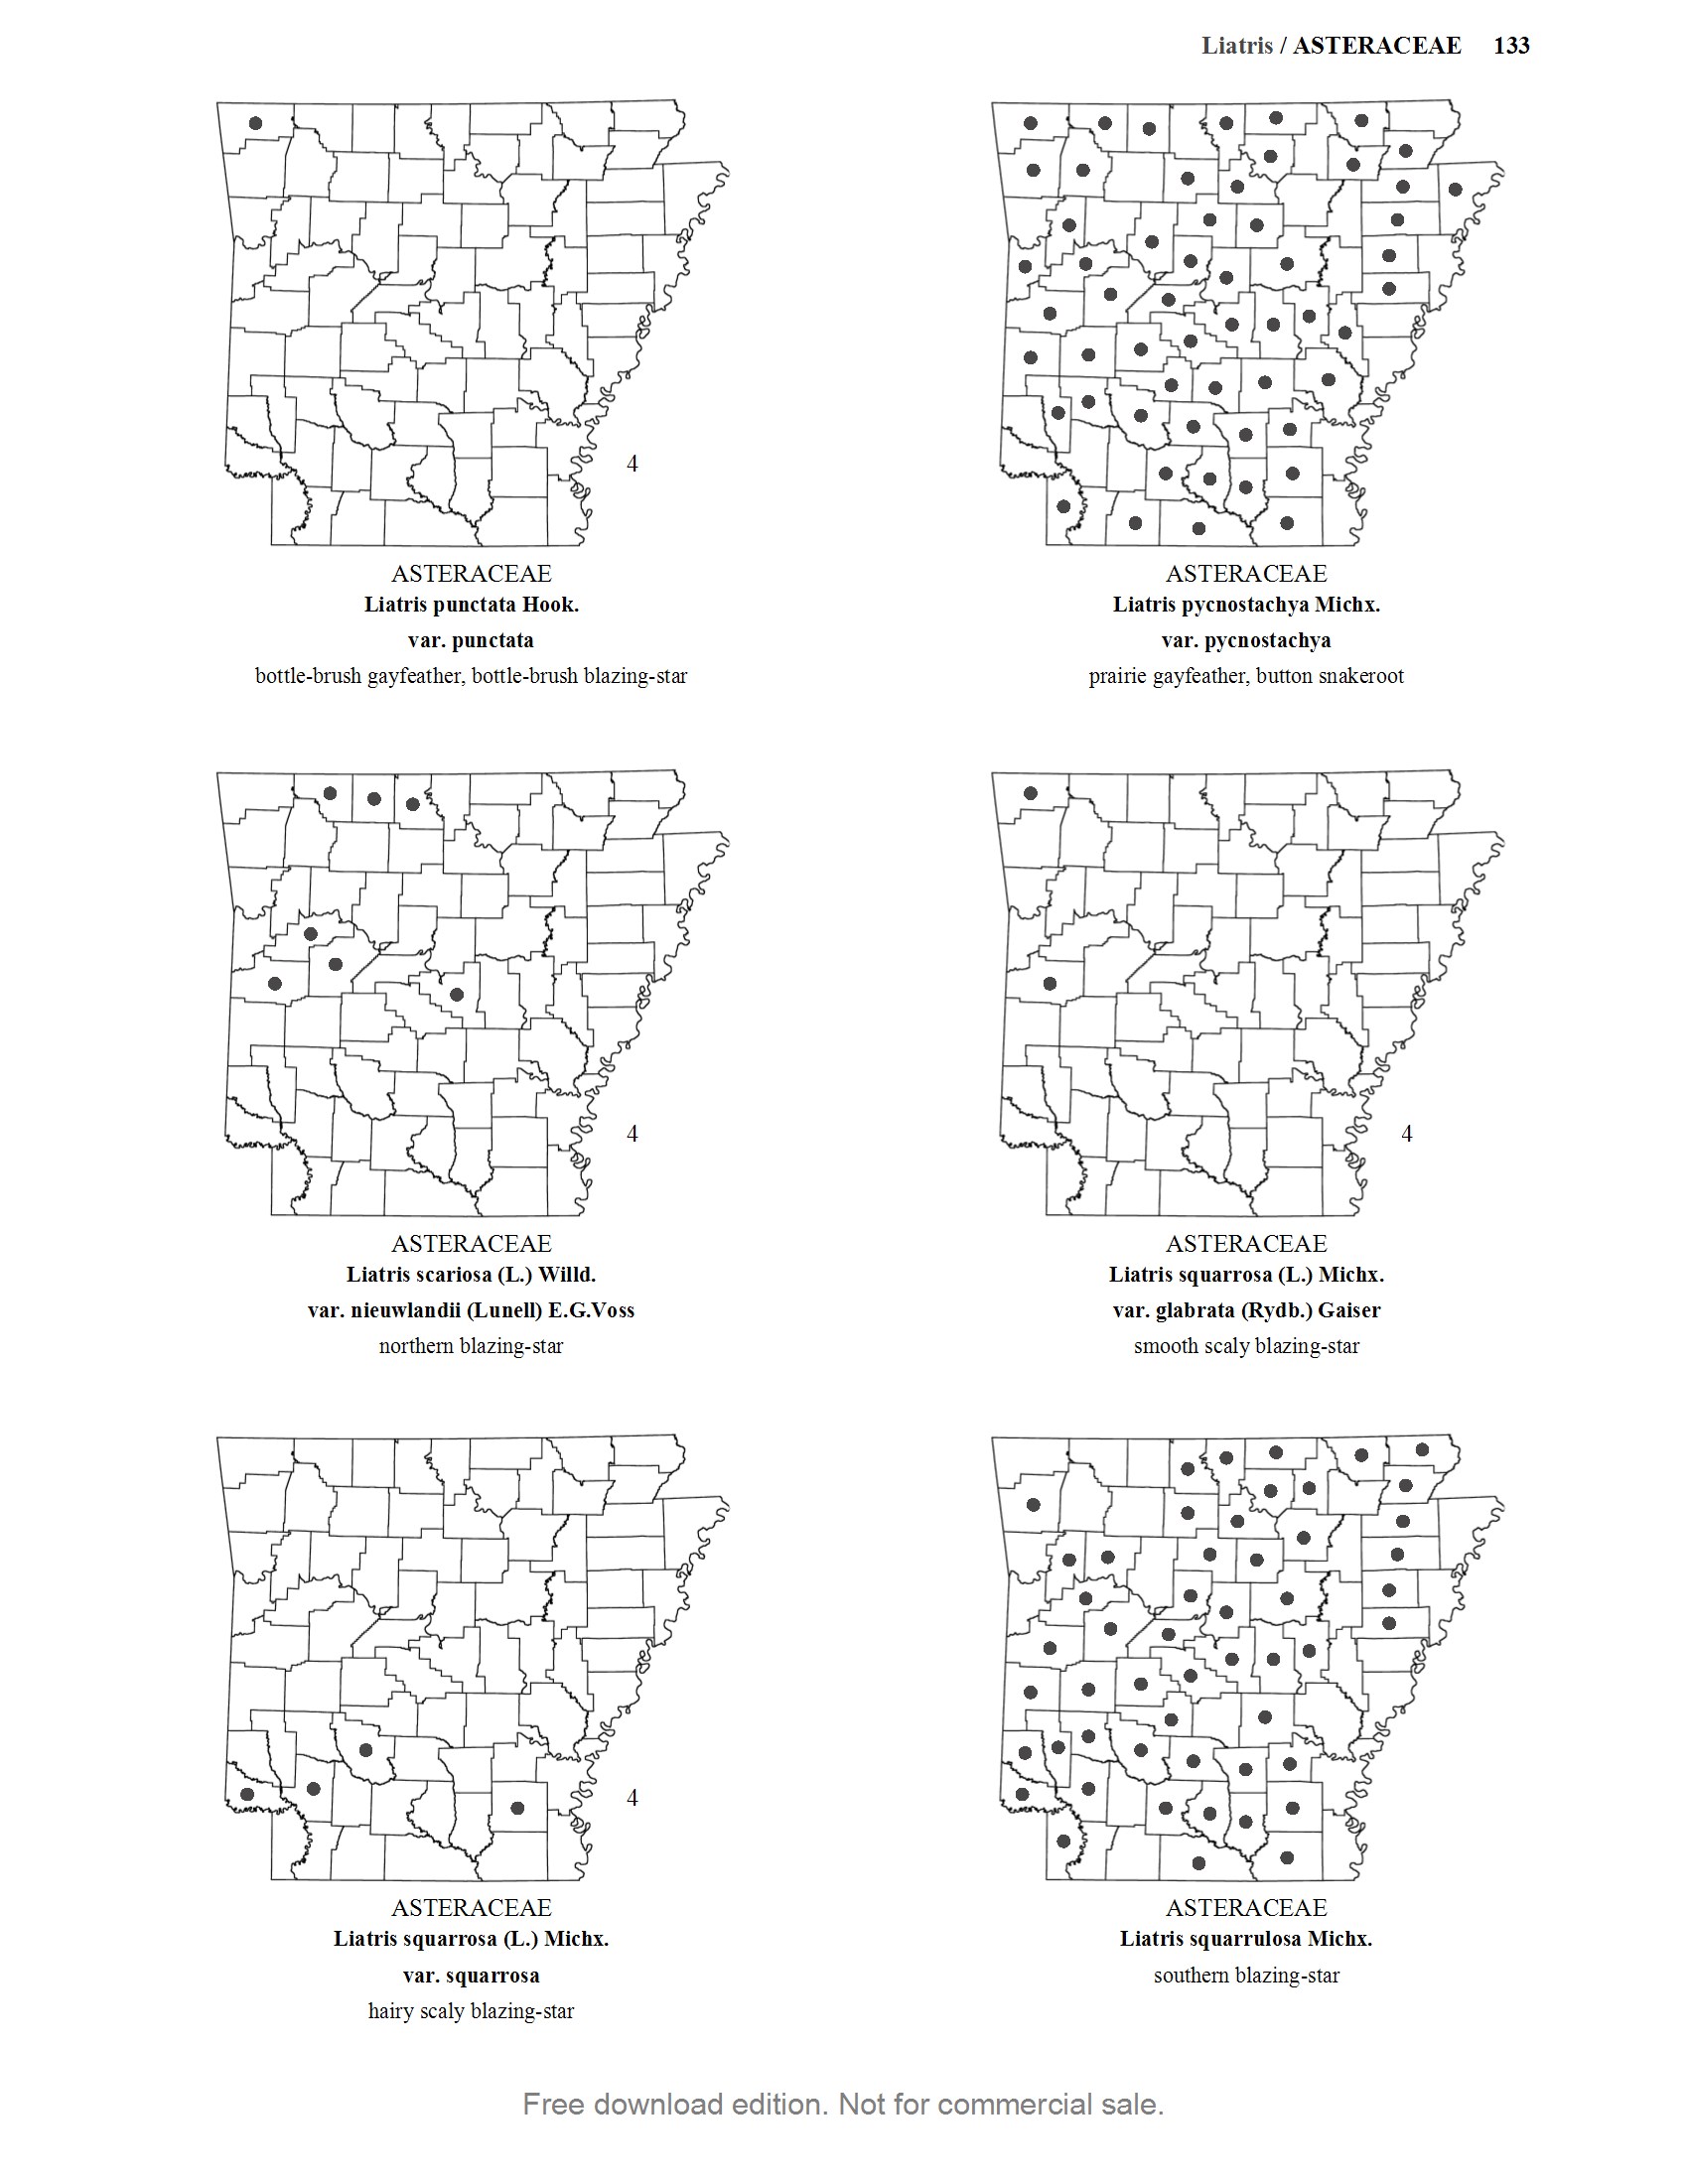 Liatris / ASTERACEAE 133
4
ASTERACEAE
Liatris punctata Hook.
var. punctata
bottle-brush gayfeather, bottle-brush blazing-star
ASTERACEAE
Liatris pycnostachya Michx.
var. pycnostachya
prairie gayfeather, button snakeroot
4
ASTERACEAE
Liatris scariosa (L.) Willd.
var. nieuwlandii (Lunell) E.G.Voss
northern blazing-star
4
ASTERACEAE
Liatris squarrosa (L.) Michx.
var. glabrata (Rydb.) Gaiser
smooth scaly blazing-star
4
ASTERACEAE
Liatris squarrosa (L.) Michx.
var. squarrosa
hairy scaly blazing-star
ASTERACEAE
Liatris squarrulosa Michx.
southern blazing-star
Free download edition. Not for commercial sale.